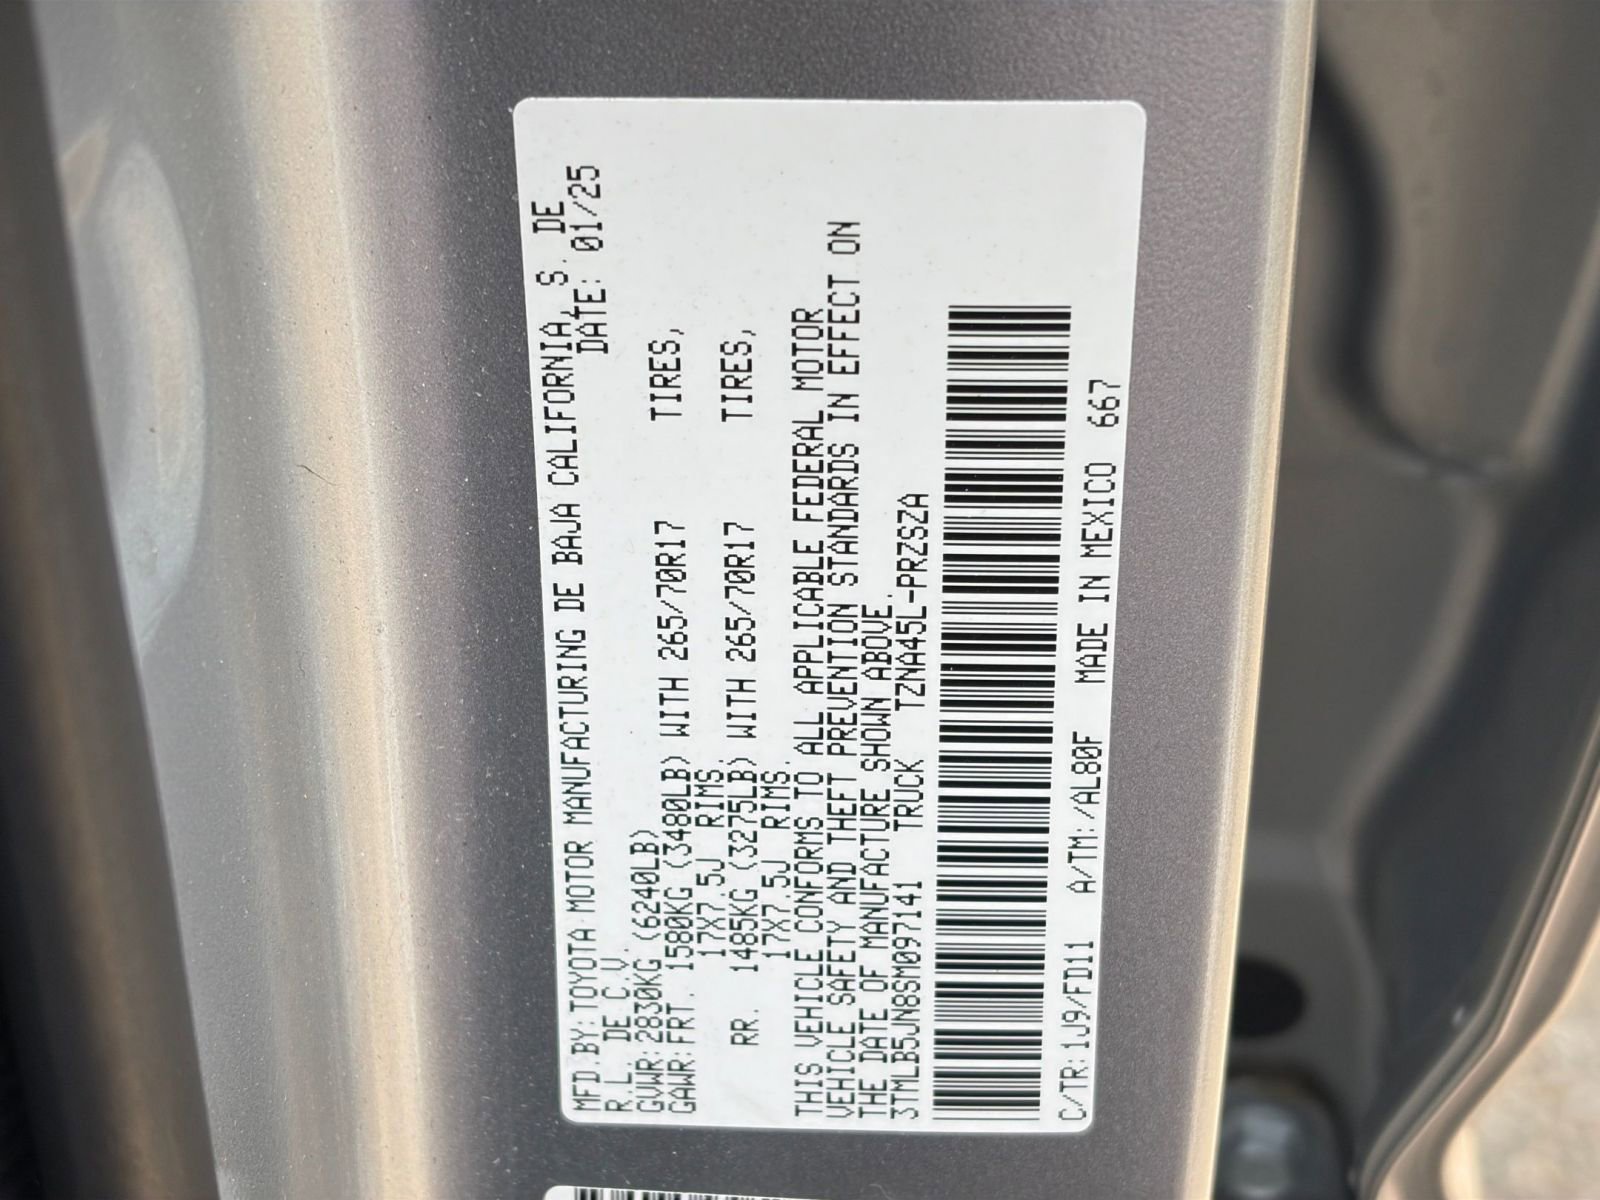 MFD.BY:TOYOTA MOTOR MANUFACTURING DE BAJA CALIFORNIA, S. DE
R.L. DE C.V. DATE: 01/25
GVWR:2830KG (6240LB)
GAWR:FRT. 1580KG (3480LB) WITH 265/70R17 TIRES,
17X7.5J RIMS,
RR. 1485KG (3275LB) WITH 265/70R17 TIRES,
17X7.5J RIMS.
THIS VEHICLE CONFORMS TO ALL APPLICABLE FEDERAL MOTOR
VEHICLE SAFETY AND THEFT PREVENTION STANDARDS IN EFFECT ON
THE DATE OF MANUFACTURE SHOWN ABOVE.
3TMLB5JN8SM097141 TRUCK TZNA45L-PRZSZA
C/TR:1J9/FD11 A/TM:/AL80F MADE IN MEXICO 667